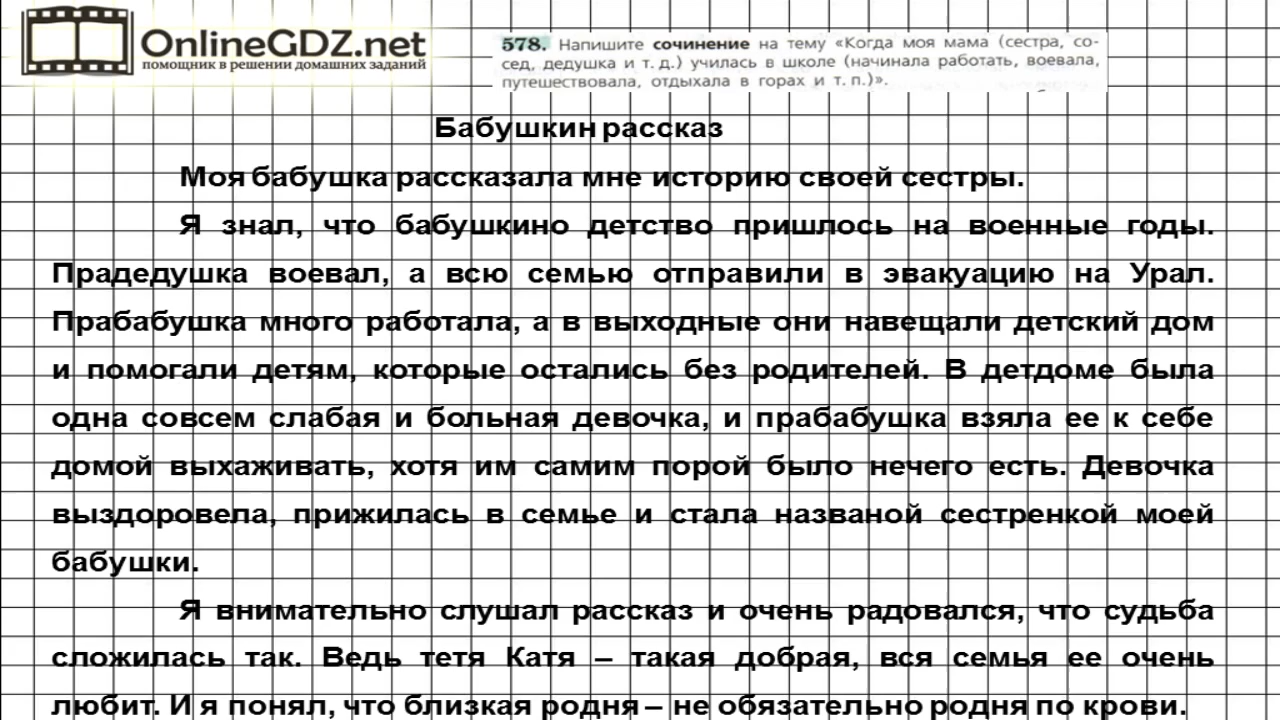 OnlineGDZ.net
помощник в решении домашних заданий
578. Напишите сочинение на тему «Когда моя мама (сестра, со-
сед, дедушка и т. д.) училась в школе (начинала работать, воевала,
путешествовала, отдыхала в горах и т. п.)».
Бабушкин рассказ
Моя бабушка рассказала мне историю своей сестры.
Я знал, что бабушкино детство пришлось на военные годы.
Прадедушка воевал, а всю семью отправили в эвакуацию на Урал.
Прабабушка много работала, а в выходные они навещали детский дом
и помогали детям, которые остались без родителей. В детдоме была
одна совсем слабая и больная девочка, и прабабушка взяла ее к себе
домой выхаживать, хотя им самим порой было нечего есть. Девочка
выздоровела, прижилась в семье и стала названой сестренкой моей
бабушки.
Я внимательно слушал рассказ и очень радовался, что судьба
сложилась так. Ведь тетя Катя – такая добрая, вся семья ее очень
любит. И я понял, что близкая родня – не обязательно родня по крови.